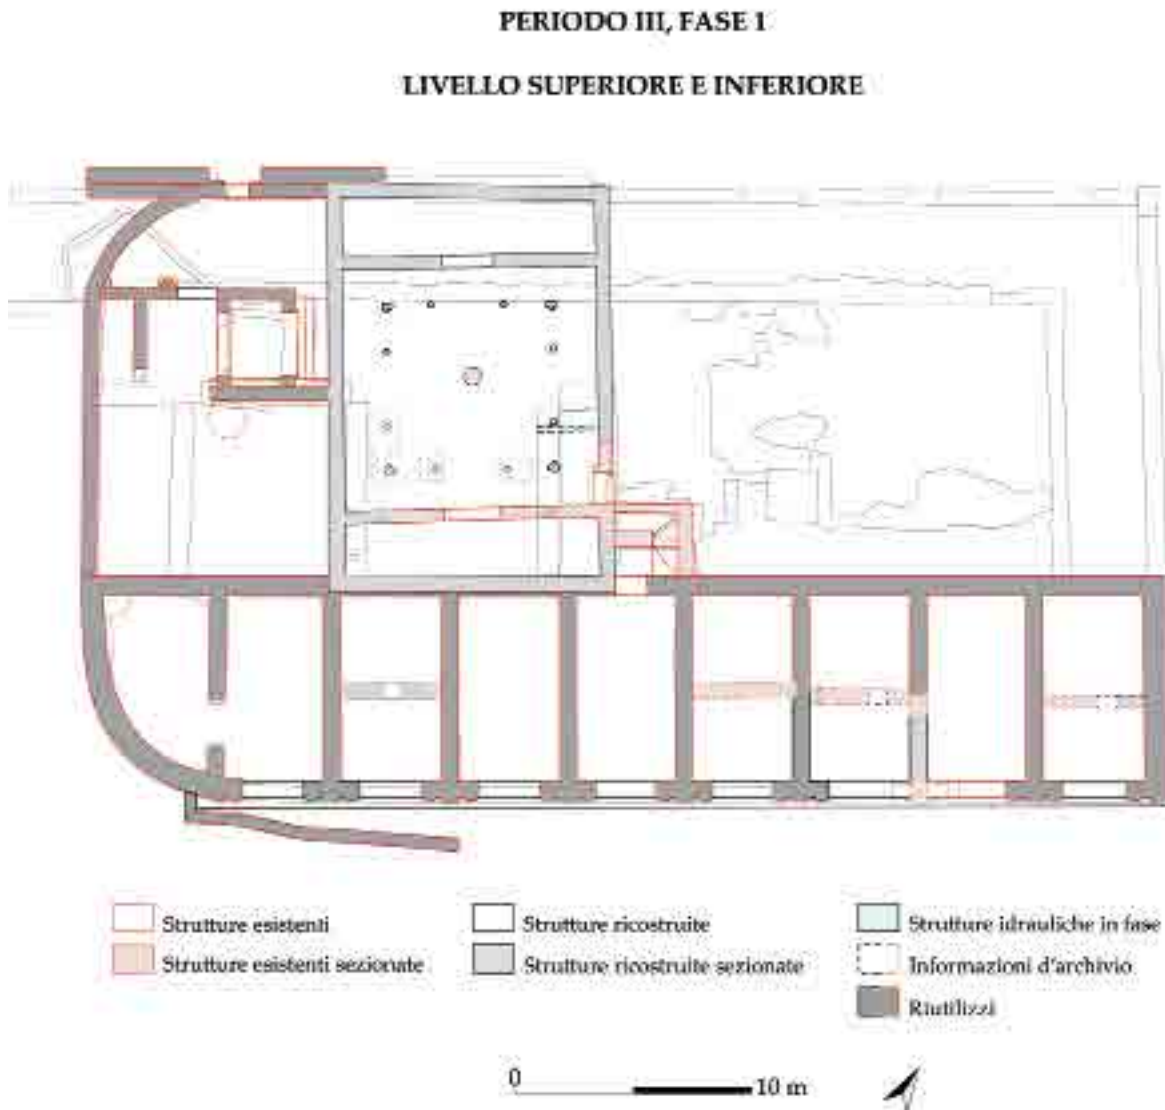 PERIODO III, FASE 1
LIVELLO SUPERIORE E INFERIORE
Strutture esistenti
Strutture esistenti sezionate
Strutture ricostruite
Strutture ricostruite sezionate
Strutture idrauliche in fase
Informazioni d'archivio
Riutilizzi
0 10 m